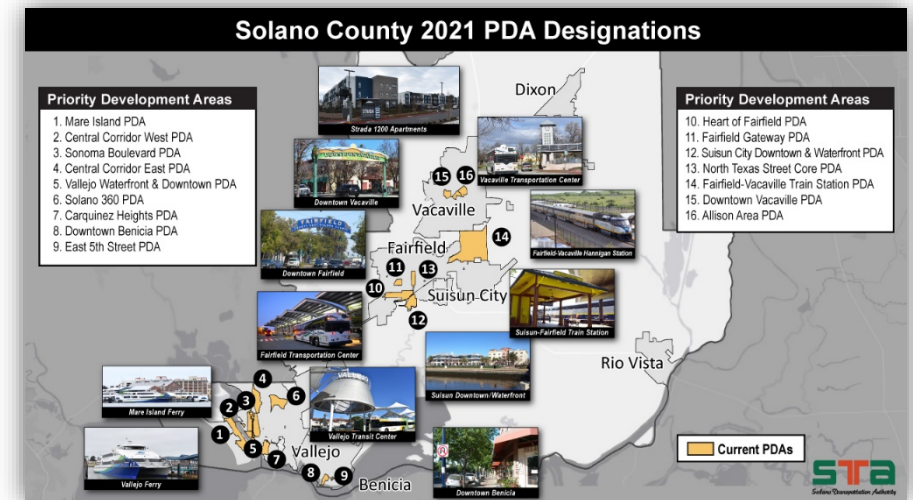 Solano County 2021 PDA Designations
Priority Development Areas
1. Mare Island PDA
2. Central Corridor West PDA
3. Sonoma Boulevard PDA
4. Central Corridor East PDA
5. Vallejo Waterfront & Downtown PDA
6. Solano 360 PDA
7. Carquinez Heights PDA
8. Downtown Benicia PDA
9. East 5th Street PDA
Priority Development Areas
10. Heart of Fairfield PDA
11. Fairfield Gateway PDA
12. Suisun City Downtown & Waterfront PDA
13. North Texas Street Core PDA
14. Fairfield-Vacaville Train Station PDA
15. Downtown Vacaville PDA
16. Allison Area PDA
Strada 1200 Apartments
Dixon
Vacaville Transportation Center
Downtown Vacaville
15
16
Vacaville
Fairfield-Vacaville Hannigan Station
14
FAIRFIELD
Downtown Fairfield
Fairfield
11
13
10
Suisun City
12
Suisun-Fairfield Train Station
Fairfield Transportation Center
Rio Vista
Suisun Downtown/Waterfront
Mare Island Ferry
4
2
3
6
1
5
7
VALLEJO
Vallejo Transit Center
Vallejo
Vallejo Ferry
8
9
Benicia
Downtown Benicia
Current PDAs
STA
Solano Transportation Authority